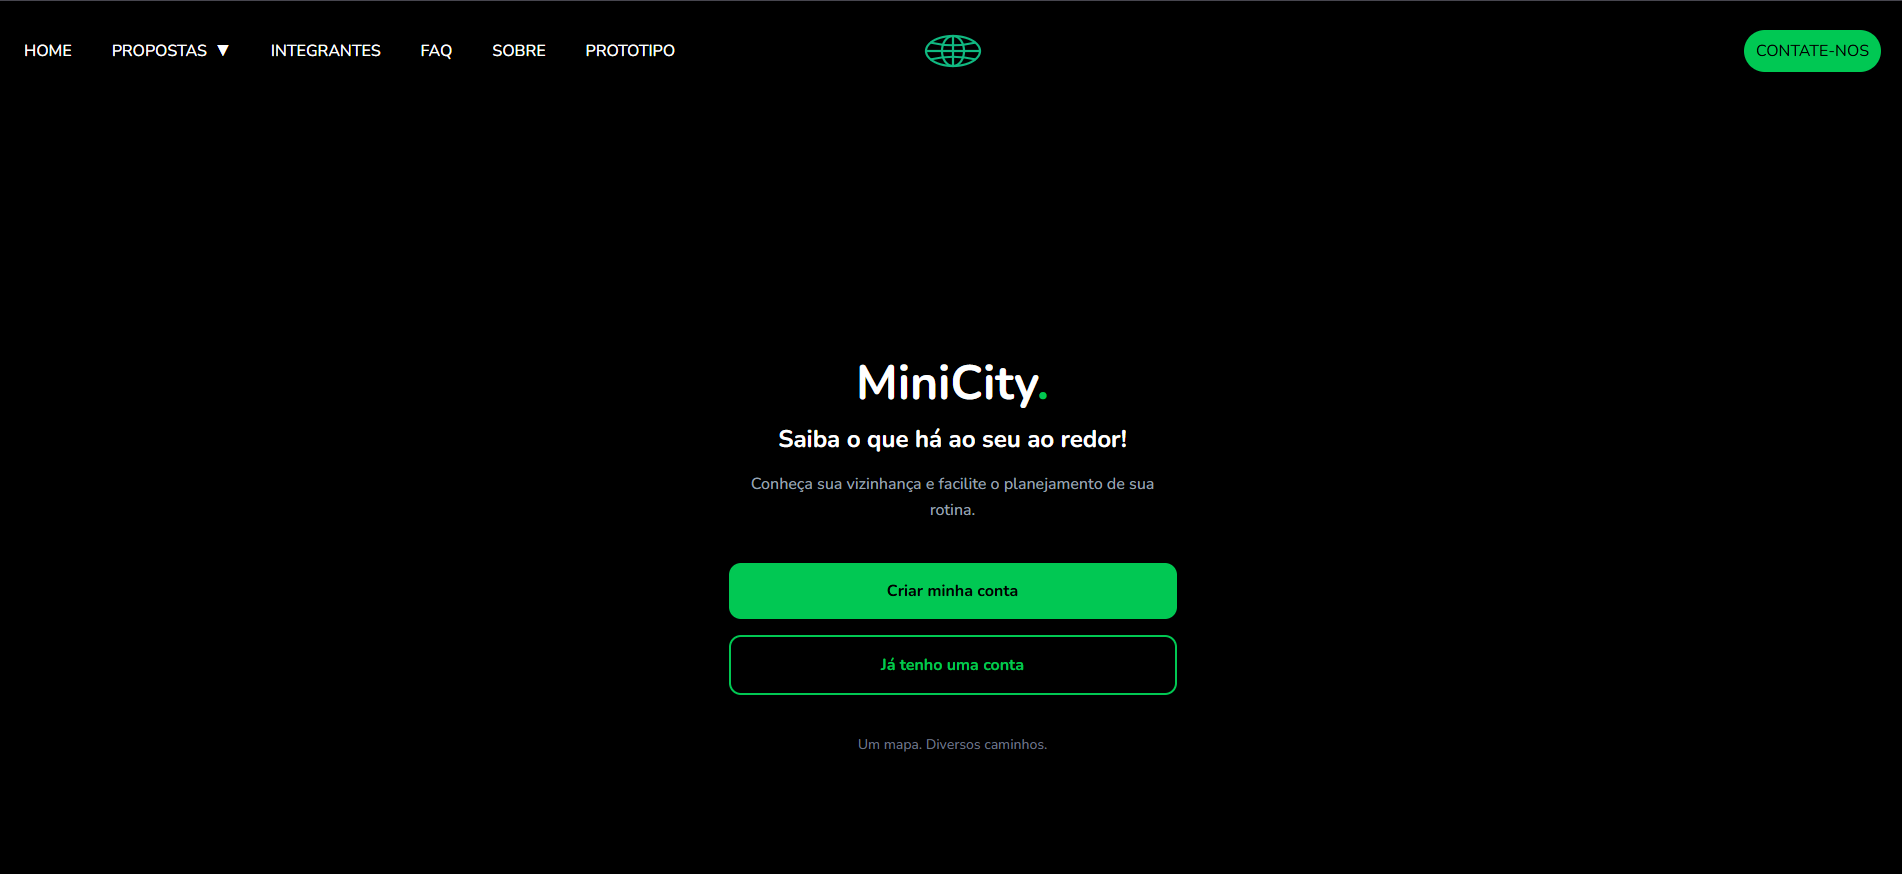 HOME PROPOSTAS ▼ INTEGRANTES FAQ SOBRE PROTOTIPO CONTATE-NOS
MiniCity.
Saiba o que há ao seu ao redor!
Conheça sua vizinhança e facilite o planejamento de sua
rotina.
Criar minha conta
Já tenho uma conta
Um mapa. Diversos caminhos.